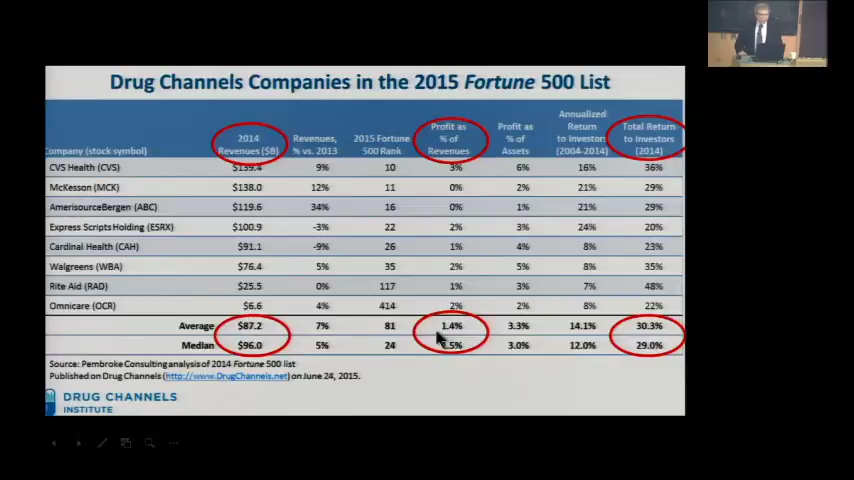 Drug Channels Companies in the 2015 Fortune 500 List
Company (stock symbol) 2014 Revenues ($B) Revenues, % vs. 2013 2015 Fortune 500 Rank Profit as % of Revenues Profit as % of Assets Annualized Return to Investors (2004-2014) Total Return to Investors (2014)
CVS Health (CVS) $139.4 9% 10 3% 6% 16% 36%
McKesson (MCK) $138.0 12% 11 0% 2% 21% 29%
AmerisourceBergen (ABC) $119.6 34% 16 0% 1% 21% 29%
Express Scripts Holding (ESRX) $100.9 -3% 22 2% 3% 24% 20%
Cardinal Health (CAH) $91.1 -9% 26 1% 4% 8% 23%
Walgreens (WBA) $76.4 5% 35 2% 5% 8% 35%
Rite Aid (RAD) $25.5 0% 117 1% 3% 7% 48%
Omnicare (OCR) $6.6 4% 414 2% 2% 8% 22%
Average $87.2 7% 81 1.4% 3.3% 14.1% 30.3%
Median $96.0 5% 24 .5% 3.0% 12.0% 29.0%
Source: Pembroke Consulting analysis of 2014 Fortune 500 list
Published on Drug Channels (http://www.DrugChannels.net) on June 24, 2015.
DRUG CHANNELS
INSTITUTE